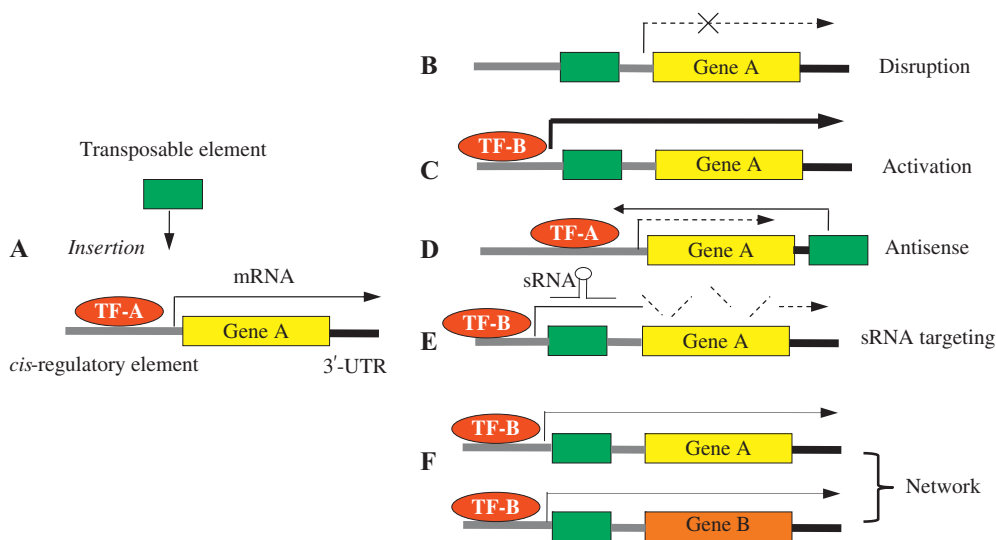 Transposable element
A
Insertion
mRNA
TF-A
Gene A
cis-regulatory element
3′-UTR
B
Gene A
Disruption
TF-B
C
Gene A
Activation
TF-A
D
Gene A
Antisense
sRNA
TF-B
E
Gene A
sRNA targeting
TF-B
F
Gene A
Network
TF-B
Gene B